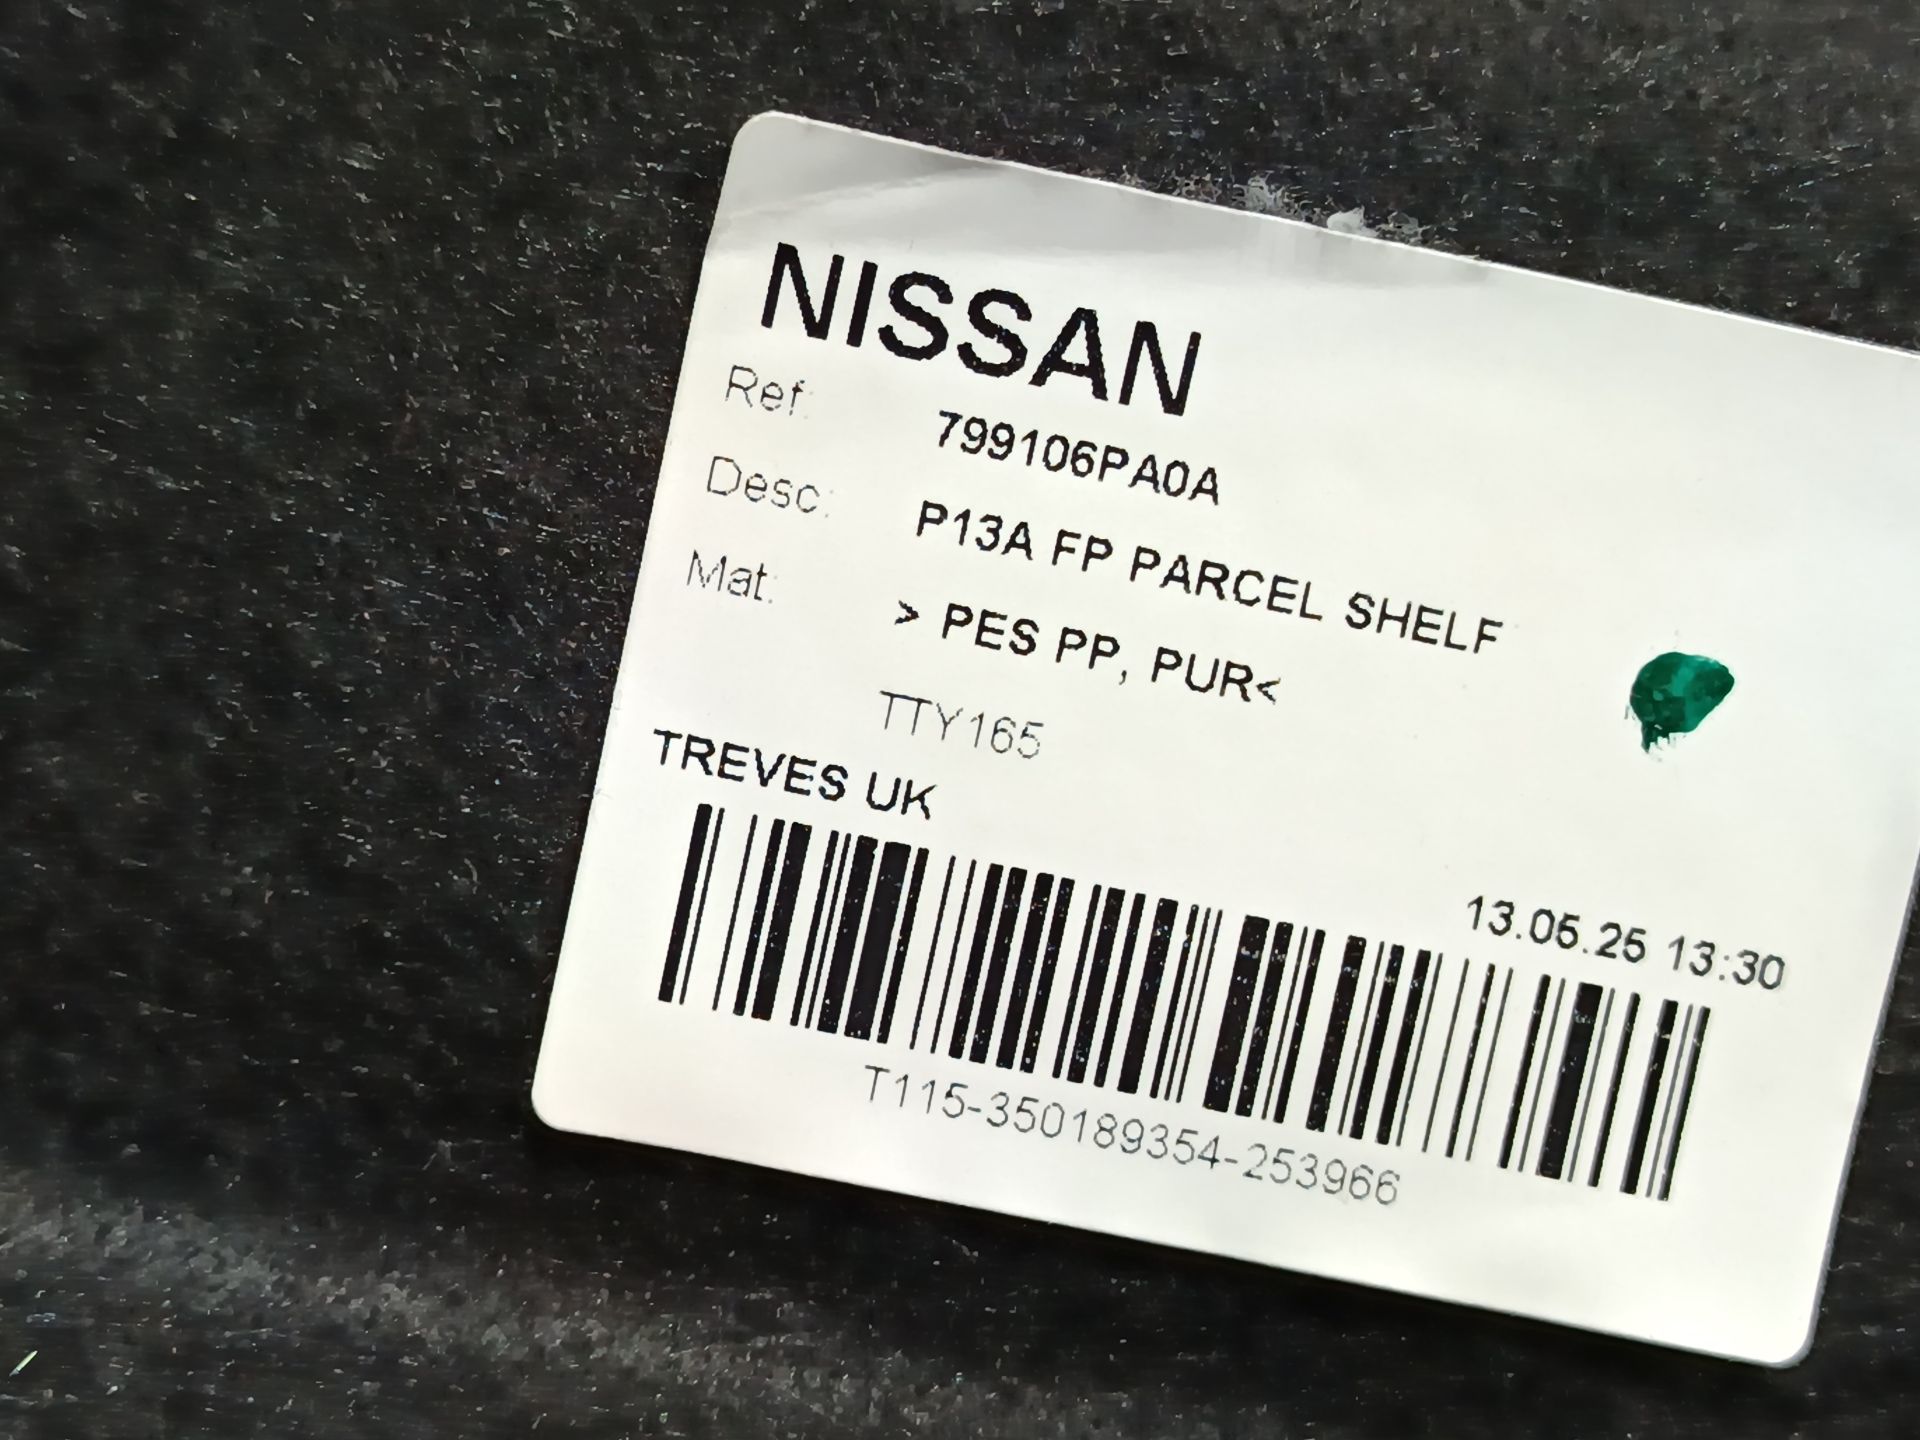 NISSAN
Ref: 799106PA0A
Desc: P13A FP PARCEL SHELF
Mat: > PES PP, PUR<
TTY165
TREVES UK
13.05.25 13:30
T115-350189354-253966